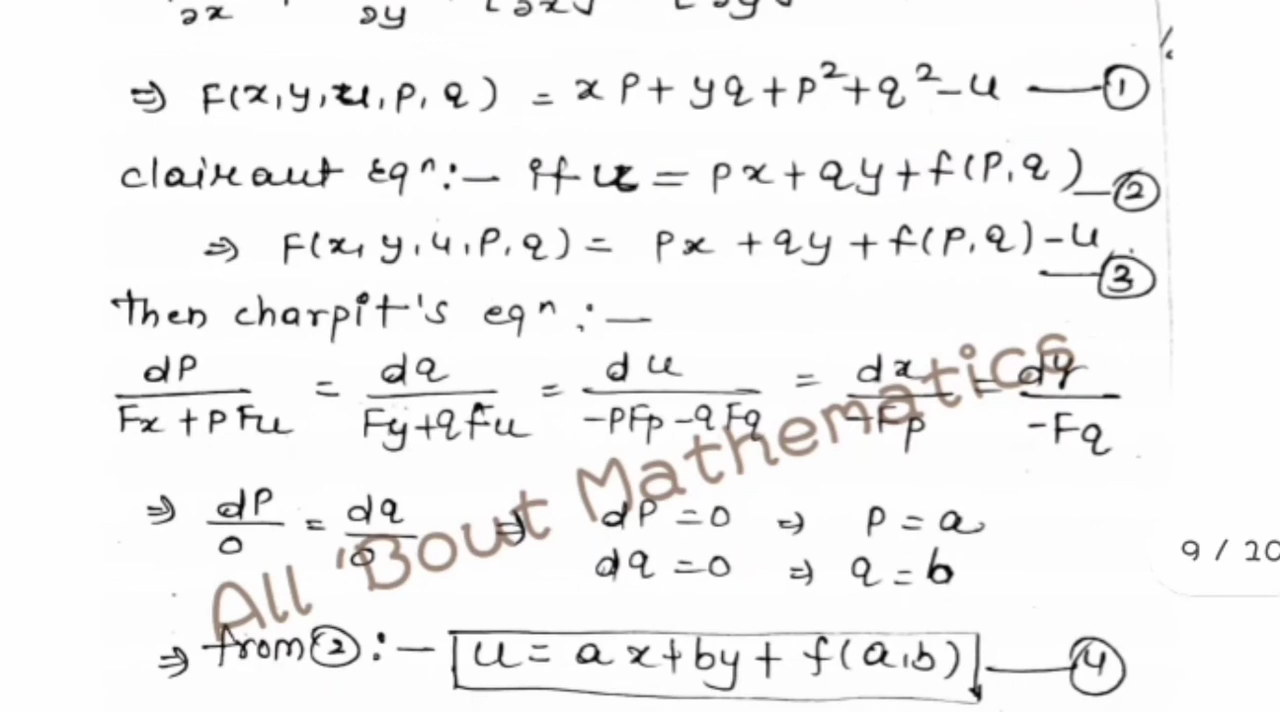 ∂x ∂y
⇒ F(x,y,u,p,q) = xp + yq + p² + q² - u —— ①
clairaut Eqⁿ:– if u = px + qy + f(p,q) — ②
⇒ F(x,y,u,p,q) = px + qy + f(p,q) - u —— ③
Then charpit's eqⁿ :–
dp/(Fx + pFu) = dq/(Fy + qFu) = du/(-pFp - qFq) = dx/-Fp = dy/-Fq
⇒ dp/0 = dq/0 ⇒ dp = 0 ⇒ p = a
dq = 0 ⇒ q = b
9 / 20
⇒ from ② :– u = ax + by + f(a,b) —— ④
All 'Bout Mathematics